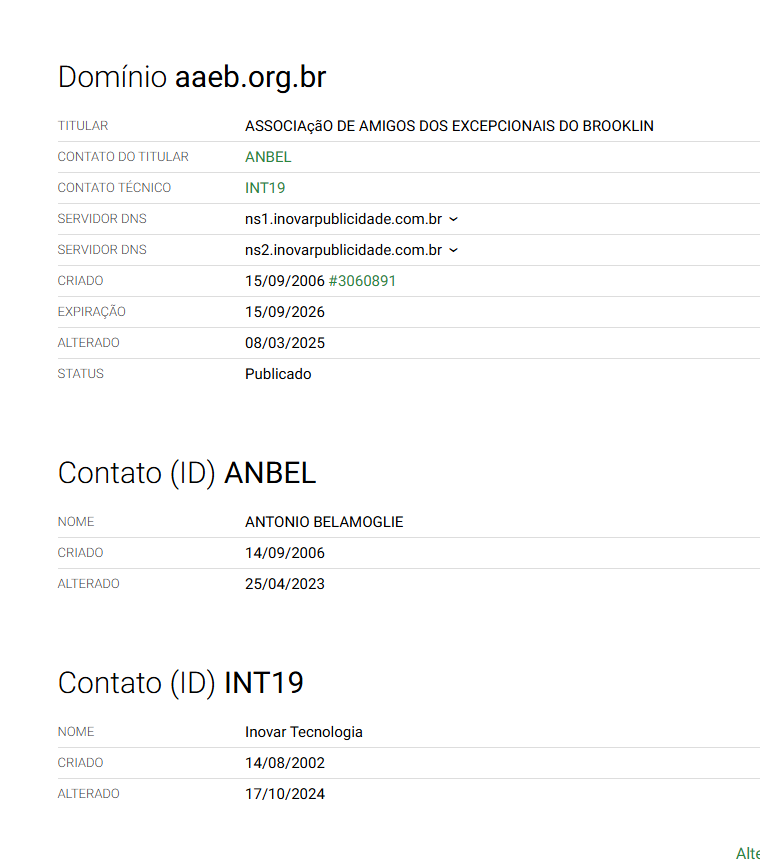 Domínio aaeb.org.br
TITULAR ASSOCIAçãO DE AMIGOS DOS EXCEPCIONAIS DO BROOKLIN
CONTATO DO TITULAR ANBEL
CONTATO TÉCNICO INT19
SERVIDOR DNS ns1.inovarpublicidade.com.br
SERVIDOR DNS ns2.inovarpublicidade.com.br
CRIADO 15/09/2006 #3060891
EXPIRAÇÃO 15/09/2026
ALTERADO 08/03/2025
STATUS Publicado
Contato (ID) ANBEL
NOME ANTONIO BELAMOGLIE
CRIADO 14/09/2006
ALTERADO 25/04/2023
Contato (ID) INT19
NOME Inovar Tecnologia
CRIADO 14/08/2002
ALTERADO 17/10/2024